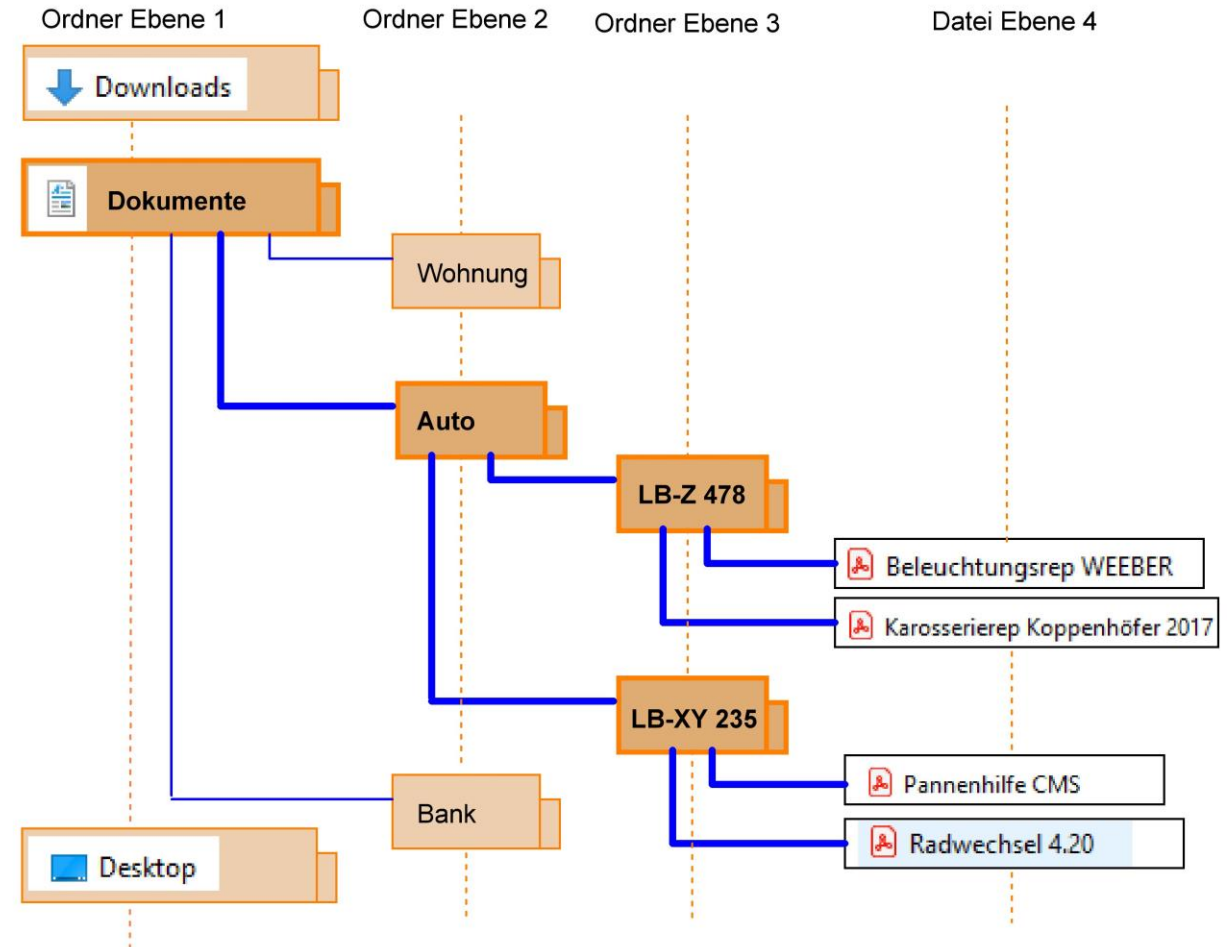 Ordner Ebene 1
Ordner Ebene 2
Ordner Ebene 3
Datei Ebene 4
Downloads
Dokumente
Wohnung
Auto
LB-Z 478
Beleuchtungsrep WEEBER
Karosserierep Koppenhöfer 2017
LB-XY 235
Pannenhilfe CMS
Bank
Radwechsel 4.20
Desktop